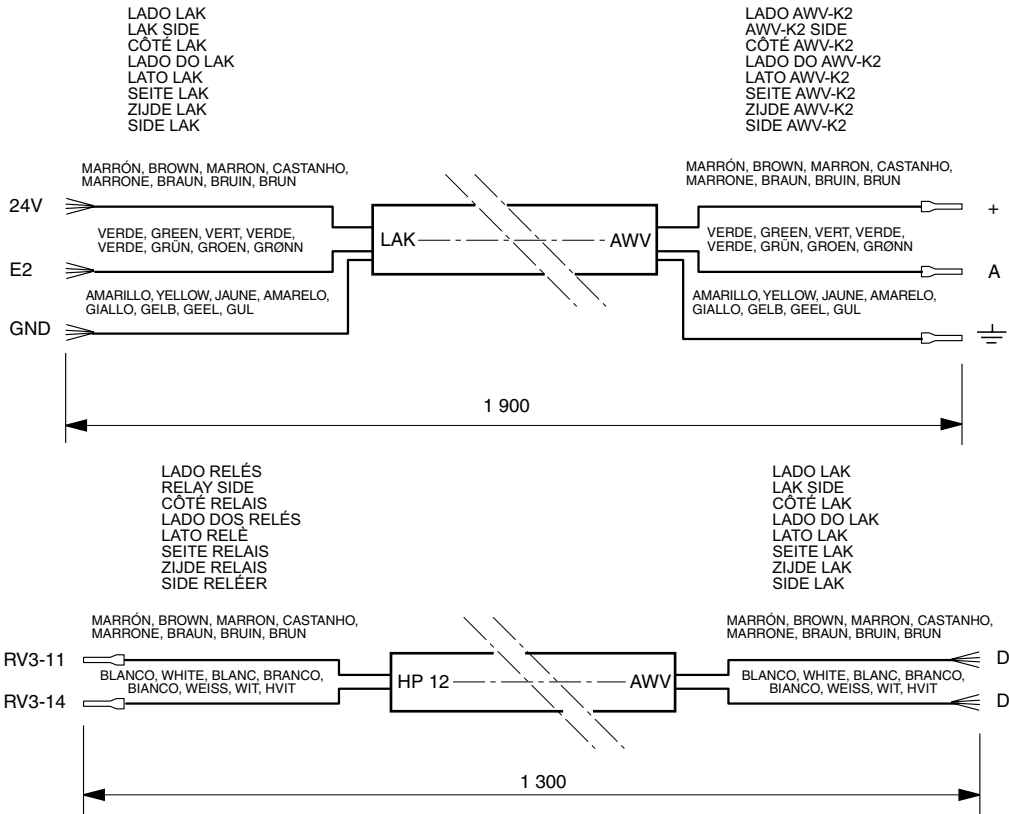 LADO LAK
LAK SIDE
CÔTÉ LAK
LADO DO LAK
LATO LAK
SEITE LAK
ZIJDE LAK
SIDE LAK
LADO AWV-K2
AWV-K2 SIDE
CÔTÉ AWV-K2
LADO DO AWV-K2
LATO AWV-K2
SEITE AWV-K2
ZIJDE AWV-K2
SIDE AWV-K2
MARRÓN, BROWN, MARRON, CASTANHO,
MARRONE, BRAUN, BRUIN, BRUN
MARRÓN, BROWN, MARRON, CASTANHO,
MARRONE, BRAUN, BRUIN, BRUN
24V
+
VERDE, GREEN, VERT, VERDE,
VERDE, GRÜN, GROEN, GRØNN
LAK
AWV
VERDE, GREEN, VERT, VERDE,
VERDE, GRÜN, GROEN, GRØNN
E2
A
AMARILLO, YELLOW, JAUNE, AMARELO,
GIALLO, GELB, GEEL, GUL
AMARILLO, YELLOW, JAUNE, AMARELO,
GIALLO, GELB, GEEL, GUL
GND
1 900
LADO RELÉS
RELAY SIDE
CÔTÉ RELAIS
LADO DOS RELÉS
LATO RELÈ
SEITE RELAIS
ZIJDE RELAIS
SIDE RELÉER
LADO LAK
LAK SIDE
CÔTÉ LAK
LADO DO LAK
LATO LAK
SEITE LAK
ZIJDE LAK
SIDE LAK
MARRÓN, BROWN, MARRON, CASTANHO,
MARRONE, BRAUN, BRUIN, BRUN
MARRÓN, BROWN, MARRON, CASTANHO,
MARRONE, BRAUN, BRUIN, BRUN
RV3-11
D
BLANCO, WHITE, BLANC, BRANCO,
BIANCO, WEISS, WIT, HVIT
HP 12
AWV
BLANCO, WHITE, BLANC, BRANCO,
BIANCO, WEISS, WIT, HVIT
RV3-14
D
1 300